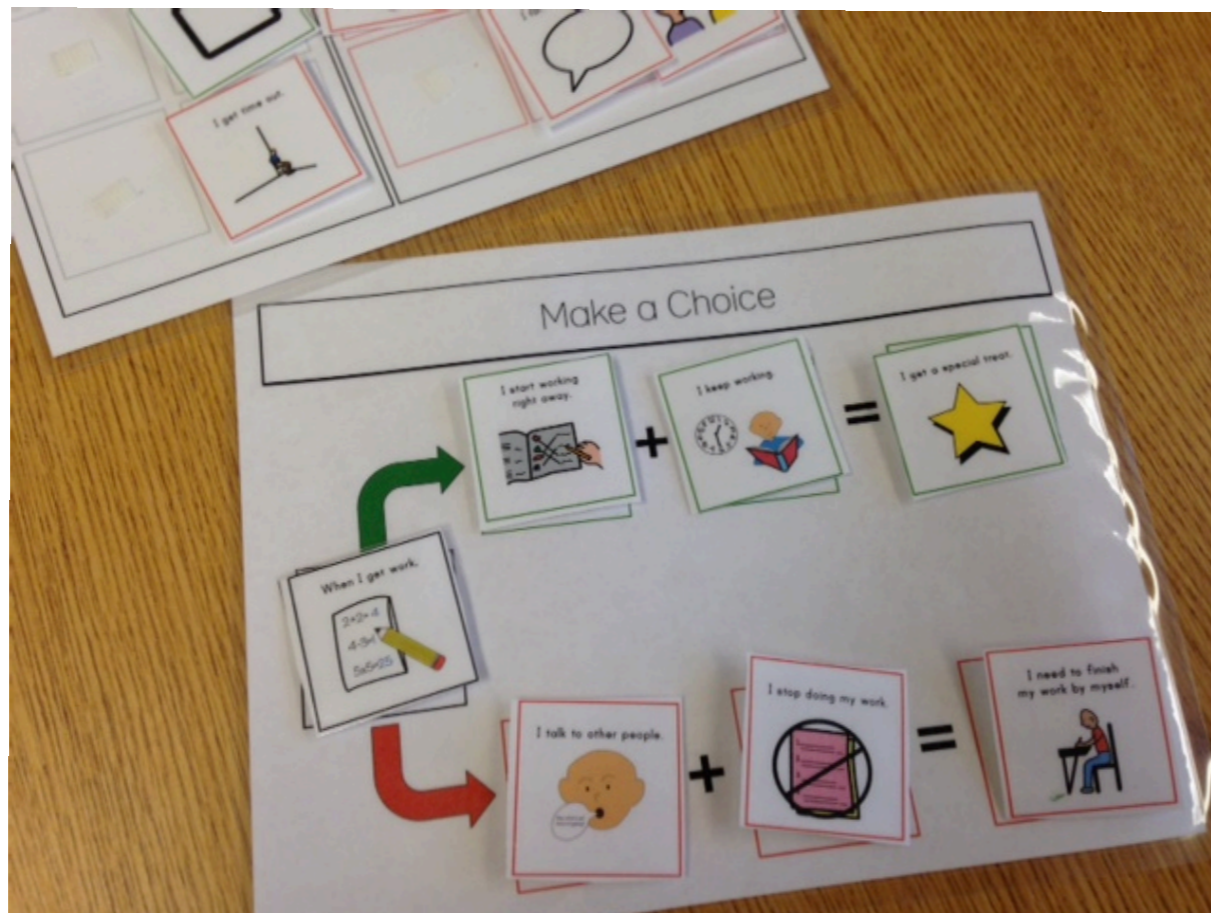 I get time out.
Make a Choice
I start working
right away.
+
I keep working.
=
I get a special treat.
When I get work,
2+2=4
4-3=1
5x5=25
I talk to other people.
+
I stop doing my work.
=
I need to finish
my work by myself.